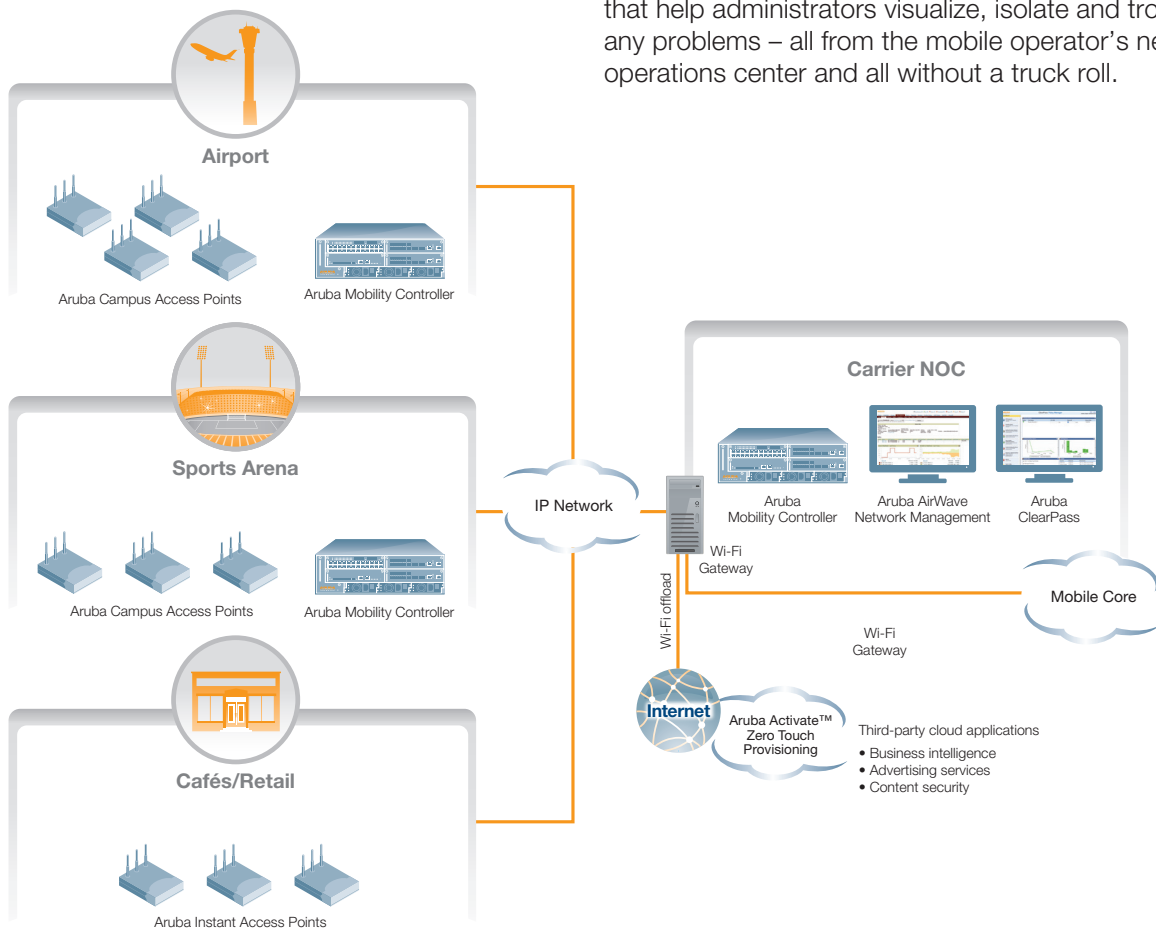 that help administrators visualize, isolate and
any problems – all from the mobile operator's
operations center and all without a truck roll.
Airport
Aruba Campus Access Points
Aruba Mobility Controller
Sports Arena
Aruba Campus Access Points
Aruba Mobility Controller
Cafés/Retail
Aruba Instant Access Points
IP Network
Carrier NOC
Aruba
Mobility Controller
Aruba AirWave
Network Management
Aruba
ClearPass
Wi-Fi
Gateway
Wi-Fi offload
Mobile Core
Wi-Fi
Gateway
Internet
Aruba Activate™
Zero Touch
Provisioning
Third-party cloud applications
• Business intelligence
• Advertising services
• Content security